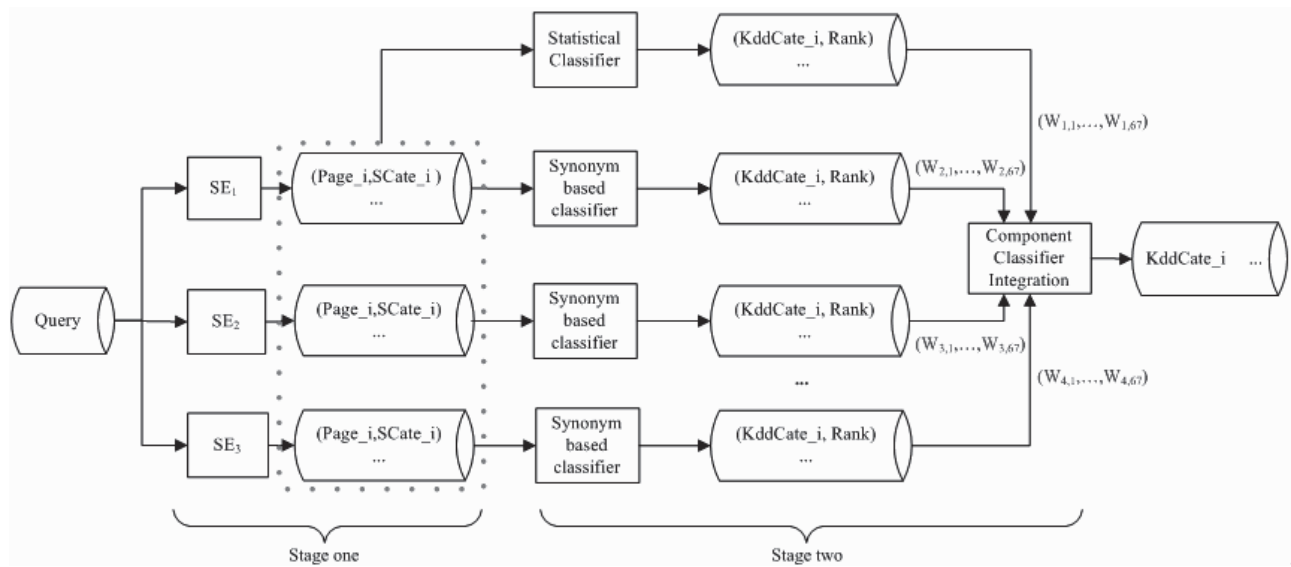 Statistical
Classifier
(KddCate_i, Rank)
...
(W1,1,...,W1,67)
SE1
(Page_i,SCate_i )
...
Synonym
based
classifier
(KddCate_i, Rank)
...
(W2,1,...,W2,67)
Component
Classifier
Integration
KddCate_i ...
Query
SE2
(Page_i,SCate_i)
...
Synonym
based
classifier
(KddCate_i, Rank)
...
(W3,1,...,W3,67)
...
(W4,1,...,W4,67)
SE3
(Page_i,SCate_i)
...
Synonym
based
classifier
(KddCate_i, Rank)
...
Stage one
Stage two